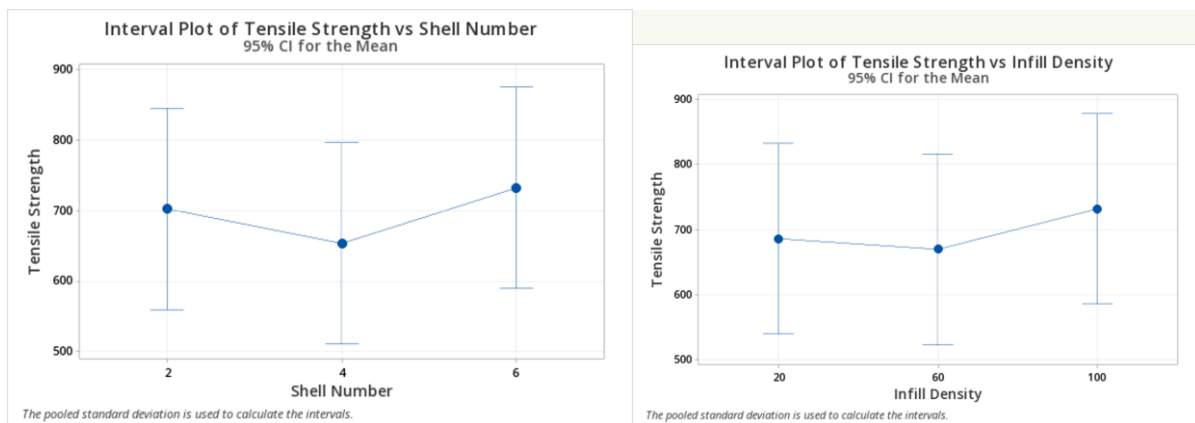 Interval Plot of Tensile Strength vs Shell Number
95% CI for the Mean
900
800
700
600
500
Tensile Strength
2
4
6
Shell Number
The pooled standard deviation is used to calculate the intervals.
Interval Plot of Tensile Strength vs Infill Density
95% CI for the Mean
900
800
700
600
500
Tensile Strength
20
60
100
Infill Density
The pooled standard deviation is used to calculate the intervals.